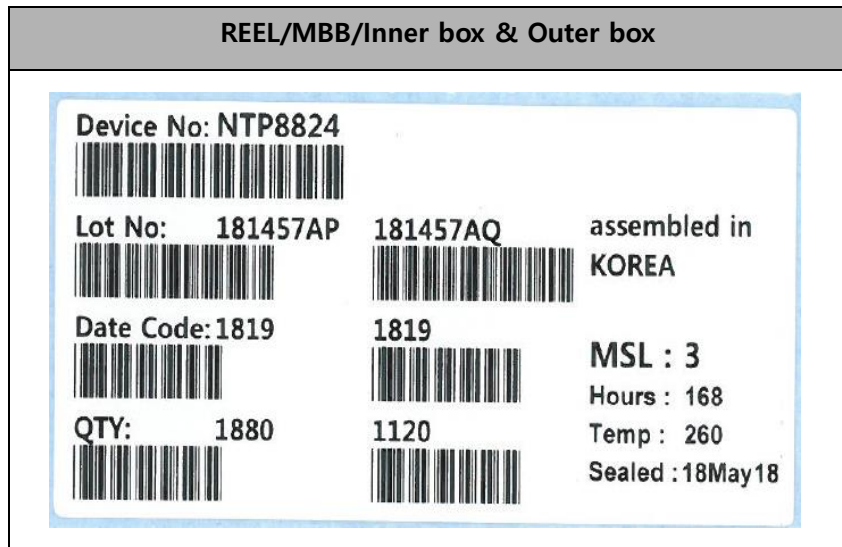 REEL/MBB/Inner box & Outer box
Device No: NTP8824
Lot No: 181457AP 181457AQ
assembled in
KOREA
Date Code: 1819 1819
MSL : 3
Hours : 168
QTY: 1880 1120
Temp : 260
Sealed : 18May18